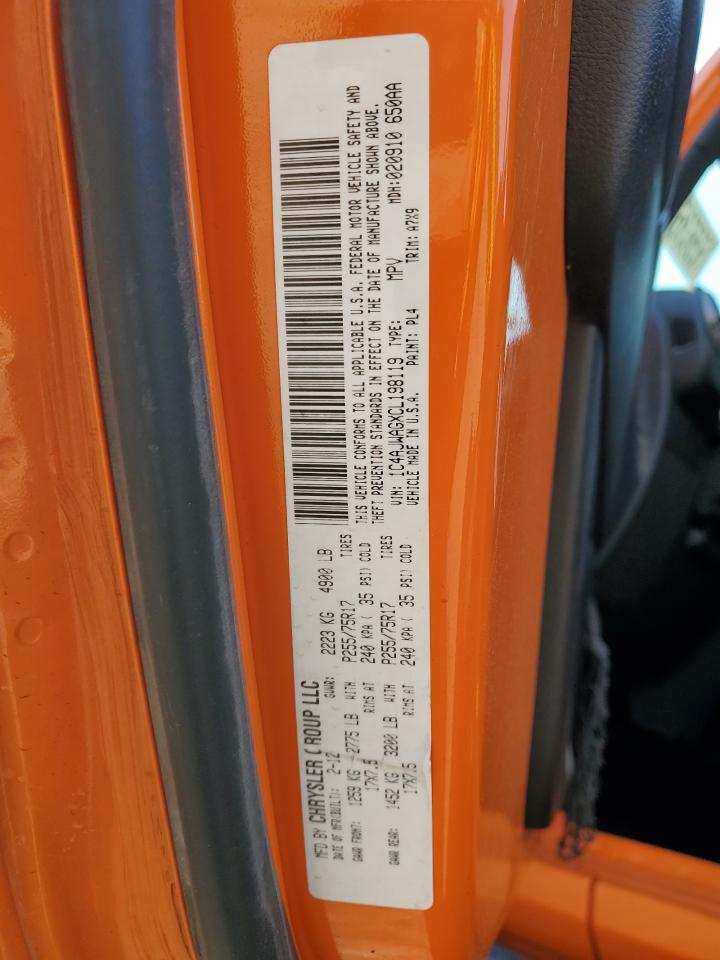 MFD BY CHRYSLER GROUP LLC
DATE OF MFR(BUILT): 2-12 GVWR: 2223 KG 4900 LB
GAWR FRONT: 1259 KG 2775 LB WITH P255/75R17 TIRES
17X7.5 RIMS AT 240 KPA ( 35 PSI) COLD
GAWR REAR: 1452 KG 3200 LB WITH P255/75R17 TIRES
17X7.5 RIMS AT 240 KPA ( 35 PSI) COLD
THIS VEHICLE CONFORMS TO ALL APPLICABLE U.S.A. FEDERAL MOTOR VEHICLE SAFETY AND
THEFT PREVENTION STANDARDS IN EFFECT ON THE DATE OF MANUFACTURE SHOWN ABOVE.
VIN: 1C4AJWAGXCL198119 TYPE: MPV MDH:020910 650AA
VEHICLE MADE IN U.S.A. PAINT: PL4 TRIM: A7X9